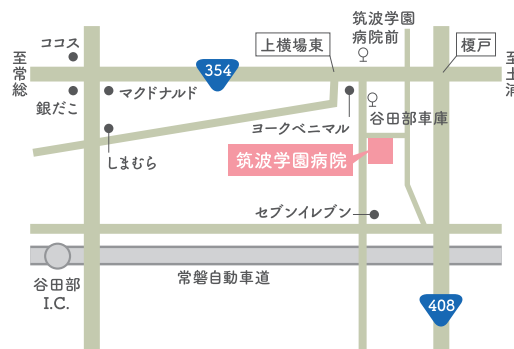 筑波学園
病院前
ココス
上横場東
榎戸
至常総
354
至土浦
銀だこ
マクドナルド
谷田部車庫
ヨークベニマル
しまむら
筑波学園病院
セブンイレブン
常磐自動車道
谷田部
I.C.
408